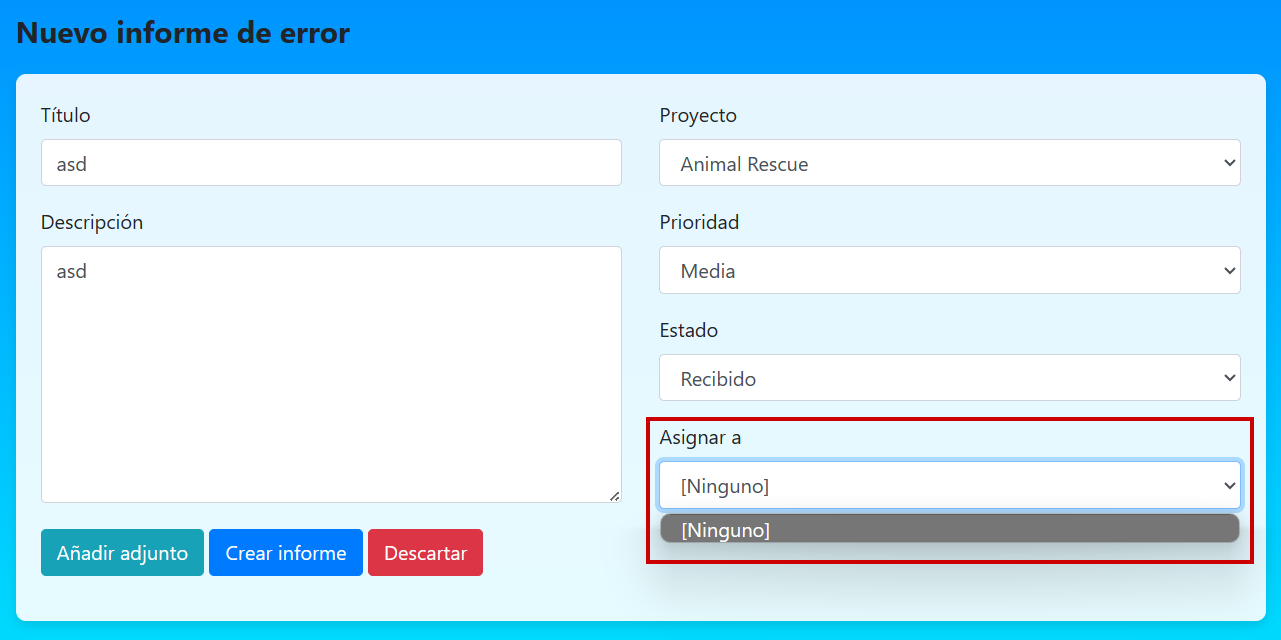 Nuevo informe de error
Título
asd
Descripción
asd
Añadir adjunto
Crear informe
Descartar
Proyecto
Animal Rescue
Prioridad
Media
Estado
Recibido
Asignar a
[Ninguno]
[Ninguno]